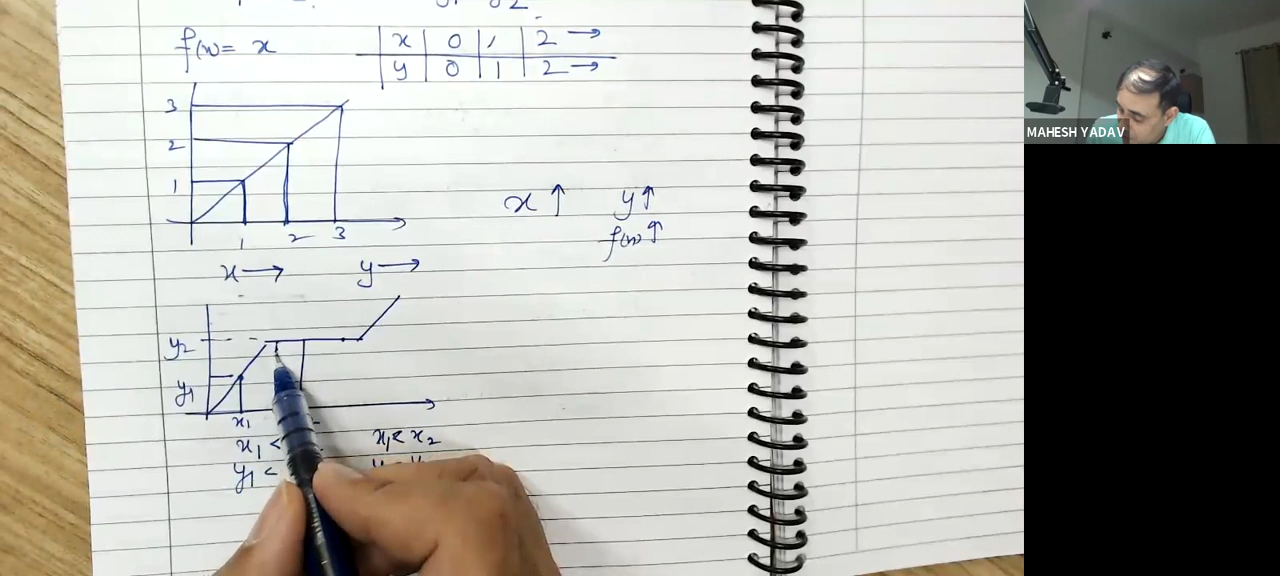 f(x) = x
x 0 1 2 →
y 0 1 2 →
3
2
1
1 2 3
x ↑ y ↑
f(x) ↑
x → y →
y2
y1
x1
x1 < x1 < x2
y1 <
MAHESH YADAV